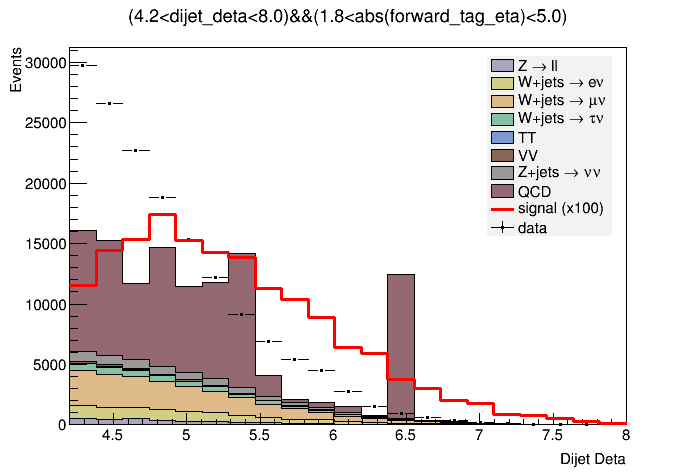 (4.2<dijet_deta<8.0)&&(1.8<abs(forward_tag_eta)<5.0)
Events
30000
25000
20000
15000
10000
5000
0
Z → ll
W+jets → eν
W+jets → μν
W+jets → τν
TT
VV
Z+jets → νν
QCD
signal (x100)
data
4.5 5 5.5 6 6.5 7 7.5 8
Dijet Deta